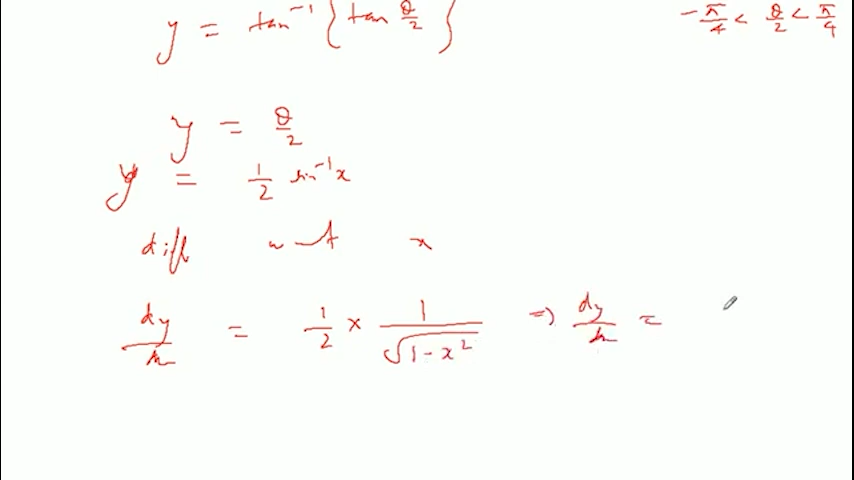 y = tan⁻¹ { tan θ/2 } -π/4 < θ/2 < π/4
y = θ/2
y = 1/2 sin⁻¹x
diff w.r.t x
dy/dx = 1/2 × 1/√(1-x²) ⇒ dy/dx =